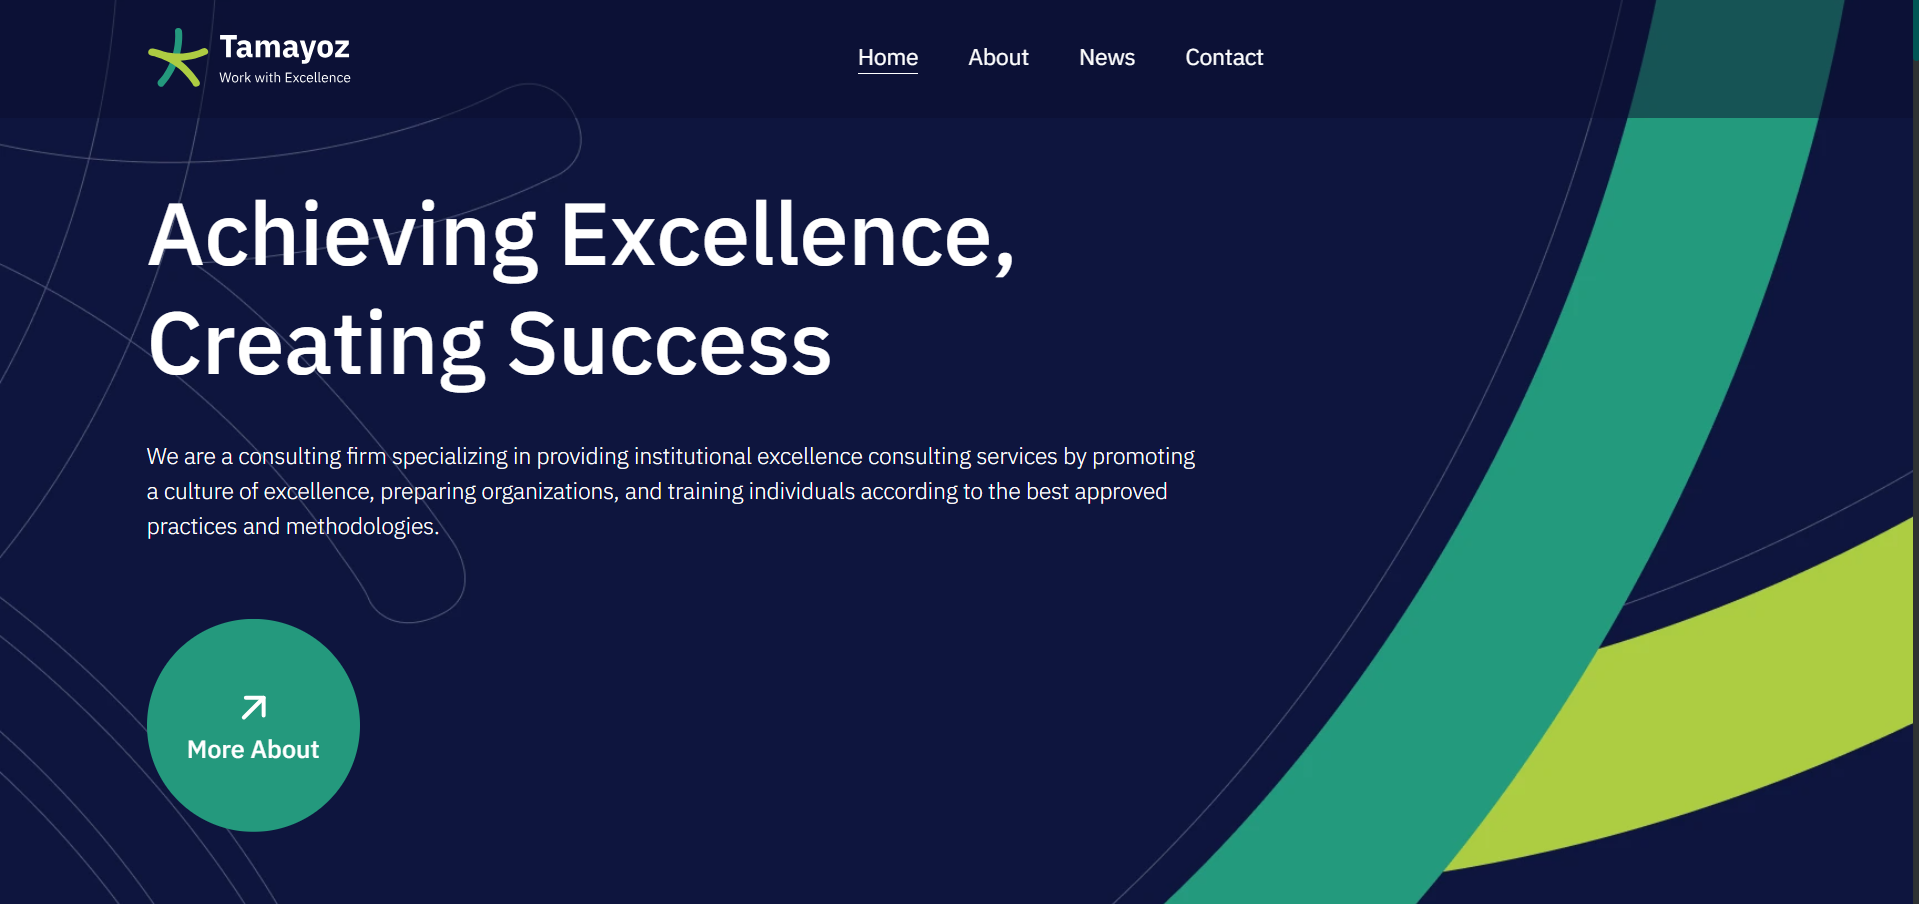 Tamayoz
Work with Excellence
Home About News Contact
Achieving Excellence,
Creating Success
We are a consulting firm specializing in providing institutional excellence consulting services by promoting
a culture of excellence, preparing organizations, and training individuals according to the best approved
practices and methodologies.
More About